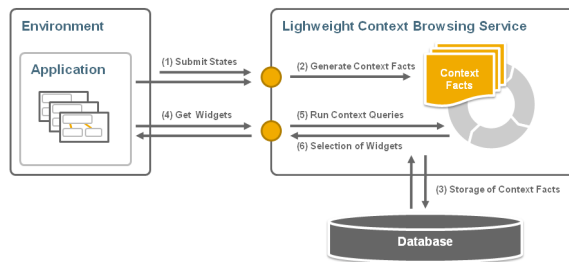 Environment
Lighweight Context Browsing Service
Application
(1) Submit States
(2) Generate Context Facts
Context
Facts
(4) Get Widgets
(5) Run Context Queries
(6) Selection of Widgets
(3) Storage of Context Facts
Database